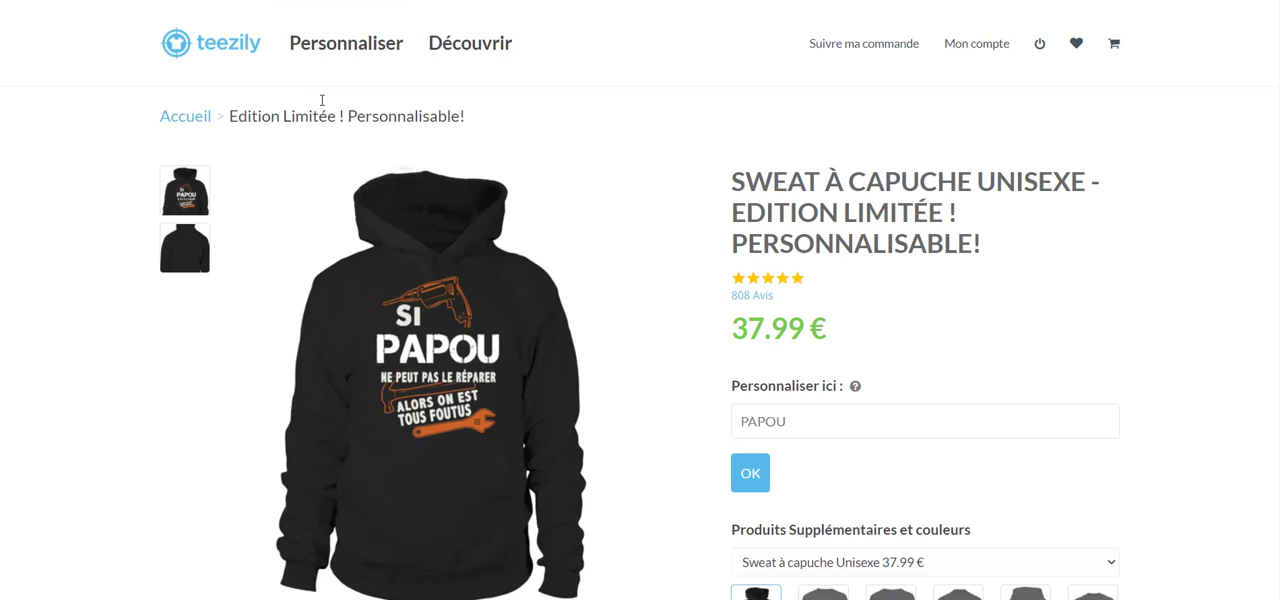 teezily
Personnaliser
Découvrir
Suivre ma commande
Mon compte
Accueil > Edition Limitée ! Personnalisable!
SI
PAPOU
NE PEUT PAS LE RÉPARER
ALORS ON EST
TOUS FOUTUS
SWEAT À CAPUCHE UNISEXE -
EDITION LIMITÉE !
PERSONNALISABLE!
808 Avis
37.99 €
Personnaliser ici : ?
PAPOU
OK
Produits Supplémentaires et couleurs
Sweat à capuche Unisexe 37.99 €